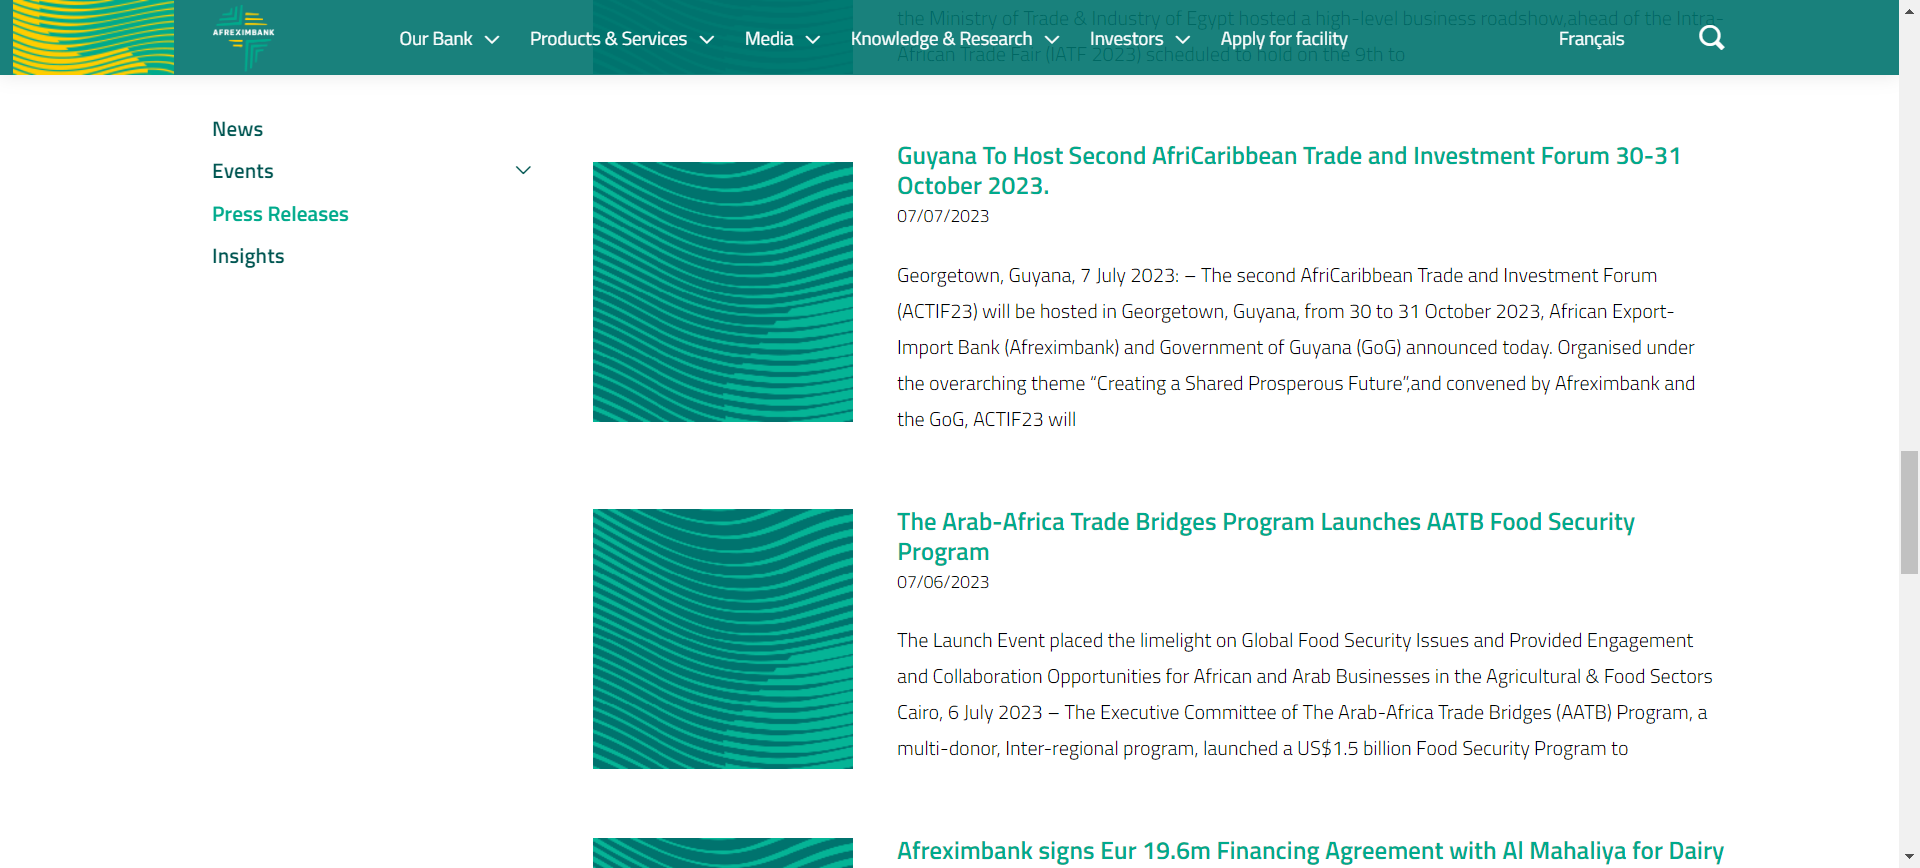 the Ministry of Trade & Industry of Egypt hosted a high-level business roadshow,ahead of the Intra-
African Trade Fair (IATF 2023) scheduled to hold on the 9th to
AFREXIMBANK
Our Bank
Products & Services
Media
Knowledge & Research
Investors
Apply for facility
Français
News
Events
Press Releases
Insights
Guyana To Host Second AfriCaribbean Trade and Investment Forum 30-31
October 2023.
07/07/2023
Georgetown, Guyana, 7 July 2023: – The second AfriCaribbean Trade and Investment Forum
(ACTIF23) will be hosted in Georgetown, Guyana, from 30 to 31 October 2023, African Export-
Import Bank (Afreximbank) and Government of Guyana (GoG) announced today. Organised under
the overarching theme “Creating a Shared Prosperous Future”,and convened by Afreximbank and
the GoG, ACTIF23 will
The Arab-Africa Trade Bridges Program Launches AATB Food Security
Program
07/06/2023
The Launch Event placed the limelight on Global Food Security Issues and Provided Engagement
and Collaboration Opportunities for African and Arab Businesses in the Agricultural & Food Sectors
Cairo, 6 July 2023 – The Executive Committee of The Arab-Africa Trade Bridges (AATB) Program, a
multi-donor, Inter-regional program, launched a US$1.5 billion Food Security Program to
Afreximbank signs Eur 19.6m Financing Agreement with Al Mahaliya for Dairy